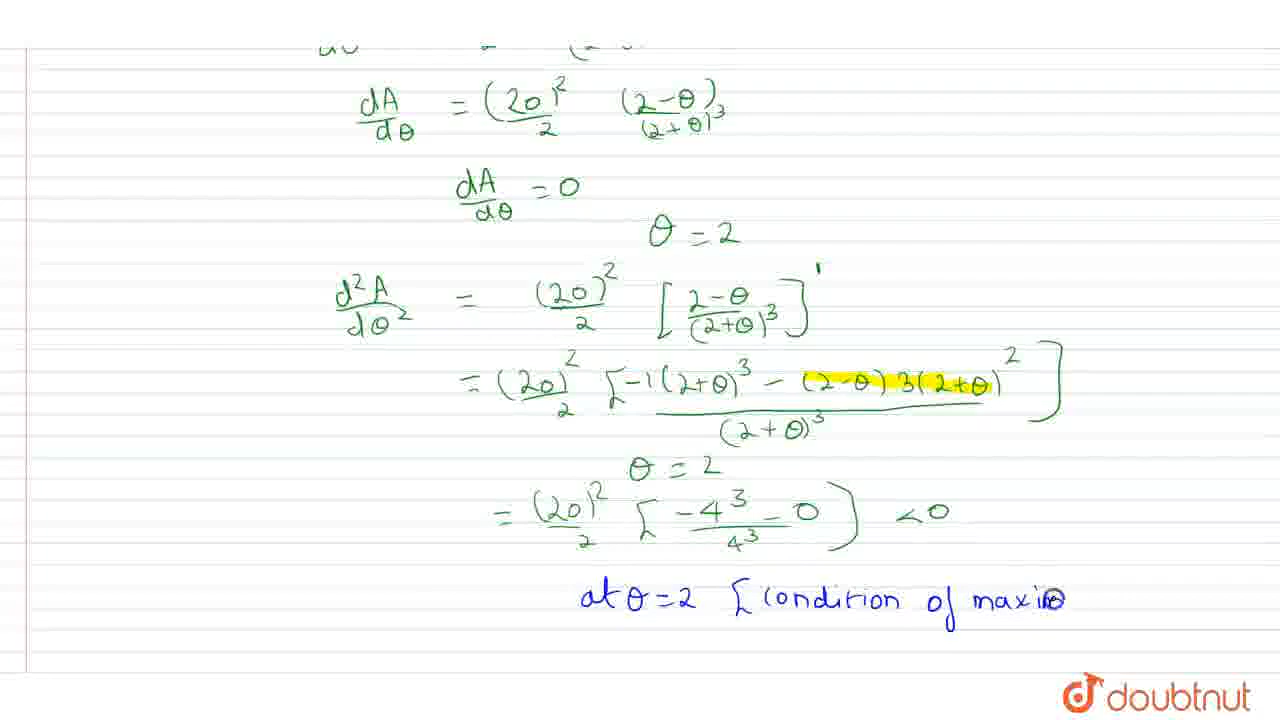 dA/dθ = (20)²/2 (2-θ)/(2+θ)³
dA/dθ = 0
θ = 2
d²A/dθ² = (20)²/2 [2-θ/(2+θ)³]'
= (20)²/2 [-1(2+θ)³ - (2-θ) 3(2+θ)²/(2+θ)³]
θ = 2
= (20)²/2 [-4³ - 0/4³] < 0
at θ = 2 [condition of
doubtnut